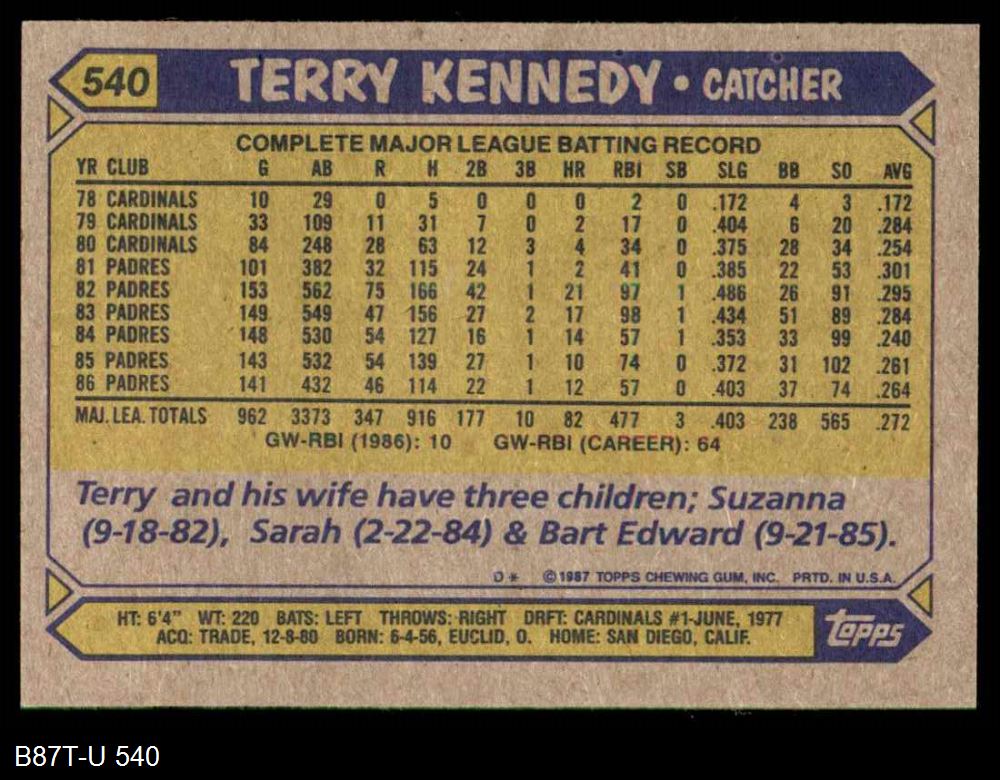 540 TERRY KENNEDY • CATCHER
COMPLETE MAJOR LEAGUE BATTING RECORD
YR CLUB G AB R H 2B 3B HR RBI SB SLG BB SO AVG
78 CARDINALS 10 29 0 5 0 0 0 2 0 .172 4 3 .172
79 CARDINALS 33 109 11 31 7 0 2 17 0 .404 6 20 .284
80 CARDINALS 84 248 28 63 12 3 4 34 0 .375 28 34 .254
81 PADRES 101 382 32 115 24 1 2 41 0 .385 22 53 .301
82 PADRES 153 562 75 166 42 1 21 97 1 .486 26 91 .295
83 PADRES 149 549 47 156 27 2 17 98 1 .434 51 89 .284
84 PADRES 148 530 54 127 16 1 14 57 1 .353 33 99 .240
85 PADRES 143 532 54 139 27 1 10 74 0 .372 31 102 .261
86 PADRES 141 432 46 114 22 1 12 57 0 .403 37 74 .264
MAJ. LEA. TOTALS 962 3373 347 916 177 10 82 477 3 .403 238 565 .272
GW-RBI (1986): 10 GW-RBI (CAREER): 64
Terry and his wife have three children; Suzanna
(9-18-82), Sarah (2-22-84) & Bart Edward (9-21-85).
D* © 1987 TOPPS CHEWING GUM, INC. PRTD. IN U.S.A.
HT: 6'4" WT: 220 BATS: LEFT THROWS: RIGHT DRFT: CARDINALS #1-JUNE, 1977
ACQ: TRADE, 12-8-80 BORN: 6-4-56, EUCLID, O. HOME: SAN DIEGO, CALIF.
topps
B87T-U 540